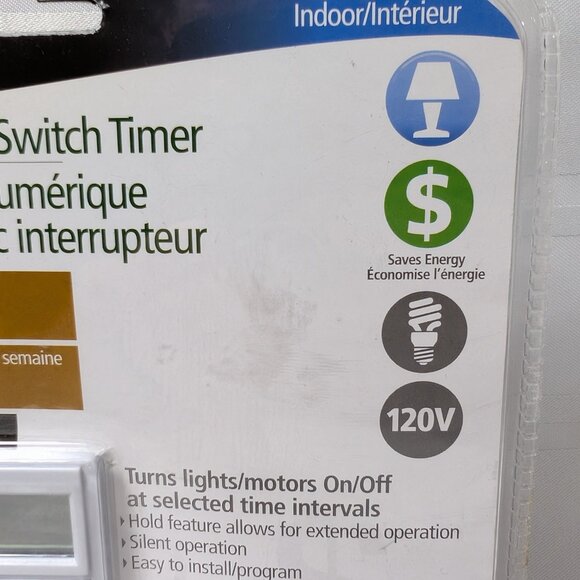 Indoor/Intérieur
Switch Timer
umérique
c interrupteur
Saves Energy
Économise l'énergie
semaine
120V
Turns lights/motors On/Off
at selected time intervals
Hold feature allows for extended operation
Silent operation
Easy to install/program